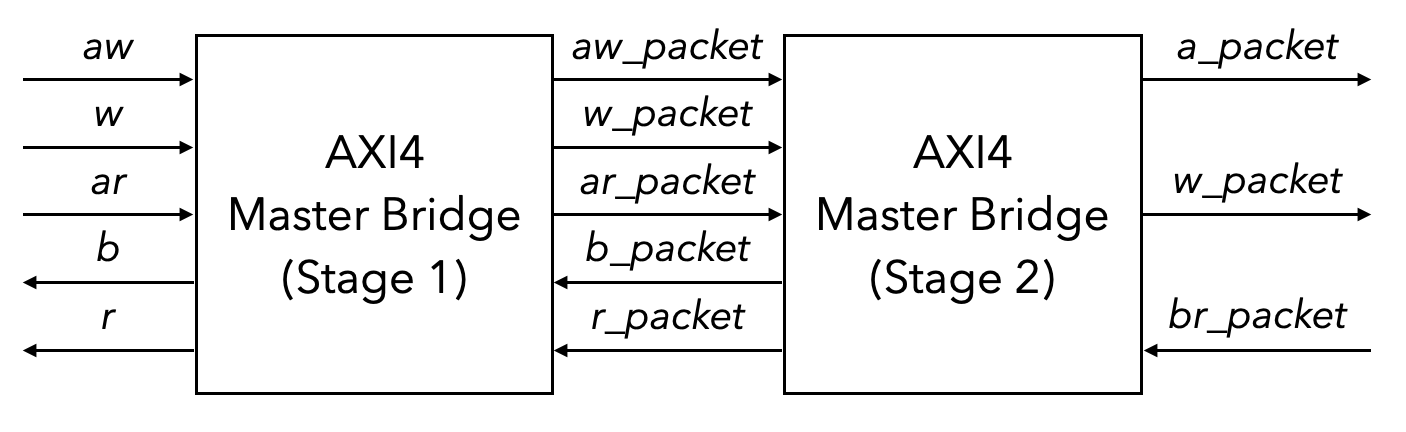 aw
w
ar
b
r
AXI4
Master Bridge
(Stage 1)
aw_packet
w_packet
ar_packet
b_packet
r_packet
AXI4
Master Bridge
(Stage 2)
a_packet
w_packet
br_packet